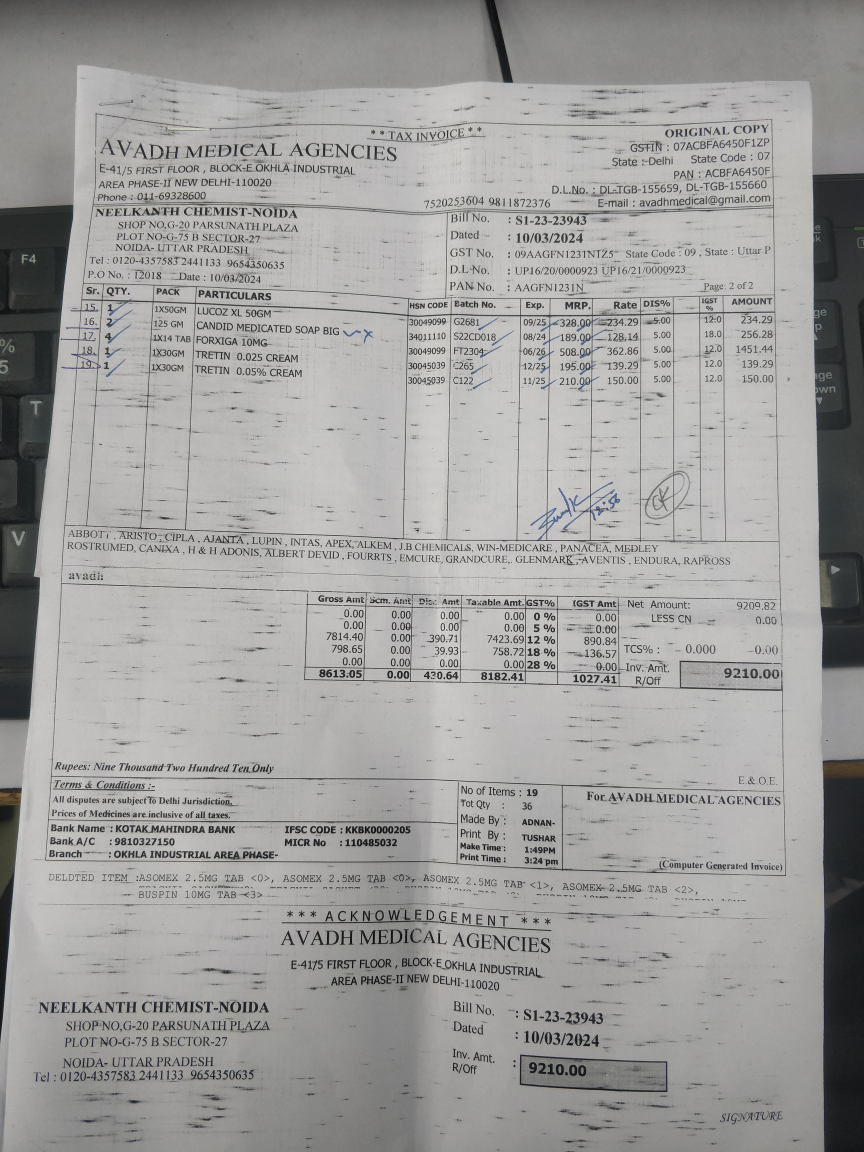 * * TAX INVOICE * *
ORIGINAL COPY
AVADH MEDICAL AGENCIES
GSTIN : 07ACBFA6450F1ZP
E-41/5 FIRST FLOOR , BLOCK-E OKHLA INDUSTRIAL
State : Delhi State Code : 07
AREA PHASE-II NEW DELHI-110020
PAN : ACBFA6450F
Phone : 011-69328600
D.L.No. : DL-TGB-155659, DL-TGB-155660
7520253604 9811872376 E-mail : avadhmedical@gmail.com
NEELKANTH CHEMIST-NOIDA
SHOP NO,G-20 PARSUNATH PLAZA
PLOT NO-G-75 B SECTOR-27
NOIDA- UTTAR PRADESH
Tel : 0120-4357583 2441133 9654350635
P.O No. : 12018 Date : 10/03/2024
Bill No. : S1-23-23943
Dated : 10/03/2024
GST No. : 09AAGFN1231N1Z5 State Code : 09 , State : Uttar P
D.L.No. : UP16/20/0000923 UP16/21/0000923
PAN No. : AAGFN1231N Page: 2 of 2
Sr. QTY. PACK PARTICULARS HSN CODE Batch No. Exp. MRP. Rate DIS% IGST % AMOUNT
15. 1 1X50GM LUCOZ XL 50GM 30049099 G2681 09/25 328.00 234.29 5.00 12.0 234.29
16. 2 125 GM CANDID MEDICATED SOAP BIG 34011110 S22CD018 08/24 189.00 128.14 5.00 18.0 256.28
17. 4 1X14 TAB FORXIGA 10MG 30049099 FT2304 06/26 508.00 362.86 5.00 12.0 1451.44
18. 1 1X30GM TRETIN 0.025 CREAM 30045039 C265 12/25 195.00 139.29 5.00 12.0 139.29
19. 1 1X30GM TRETIN 0.05% CREAM 30045039 C122 11/25 210.00 150.00 5.00 12.0 150.00
OK
ABBOTT , ARISTO , CIPLA , AJANTA , LUPIN , INTAS, APEX, ALKEM , J.B CHEMICALS, WIN-MEDICARE , PANACEA, MEDLEY
ROSTRUMED, CANIXA , H & H ADONIS, ALBERT DEVID , FOURRTS , EMCURE, GRANDCURE, GLENMARK ,AVENTIS , ENDURA, RAPROSS
avadh
Gross Amt Scm. Amt Disc. Amt Taxable Amt. GST% IGST Amt
0.00 0.00 0.00 0.00 0 % 0.00
0.00 0.00 0.00 0.00 5 % 0.00
7814.40 0.00 390.71 7423.69 12 % 890.84
798.65 0.00 39.93 758.72 18 % 136.57
0.00 0.00 0.00 0.00 28 % 0.00
8613.05 0.00 430.64 8182.41 1027.41
Net Amount: 9209.82
LESS CN 0.00
TCS% : 0.000 0.00
Inv. Amt. R/Off 9210.00
Rupees: Nine Thousand Two Hundred Ten Only
E.& O.E.
Terms & Conditions :-
All disputes are subject to Delhi Jurisdiction.
Prices of Medicines are inclusive of all taxes.
Bank Name : KOTAK MAHINDRA BANK IFSC CODE : KKBK0000205
Bank A/C : 9810327150 MICR No : 110485032
Branch : OKHLA INDUSTRIAL AREA PHASE-
No of Items : 19
Tot Qty : 36
Made By : ADNAN-
Print By : TUSHAR
Make Time : 1:49PM
Print Time : 3:24 pm
For AVADH MEDICAL AGENCIES
(Computer Generated Invoice)
DELDTED ITEM :ASOMEX 2.5MG TAB <0>, ASOMEX 2.5MG TAB <0>, ASOMEX 2.5MG TAB <1>, ASOMEX 2.5MG TAB <2>,
BUSPIN 10MG TAB <3>
* * * ACKNOWLEDGEMENT * * *
AVADH MEDICAL AGENCIES
E-41/5 FIRST FLOOR , BLOCK-E OKHLA INDUSTRIAL
AREA PHASE-II NEW DELHI-110020
NEELKANTH CHEMIST-NOIDA
SHOP NO,G-20 PARSUNATH PLAZA
PLOT NO-G-75 B SECTOR-27
NOIDA- UTTAR PRADESH
Tel : 0120-4357583 2441133 9654350635
Bill No. : S1-23-23943
Dated : 10/03/2024
Inv. Amt. R/Off : 9210.00
SIGNATURE
F4
%
5
T
V